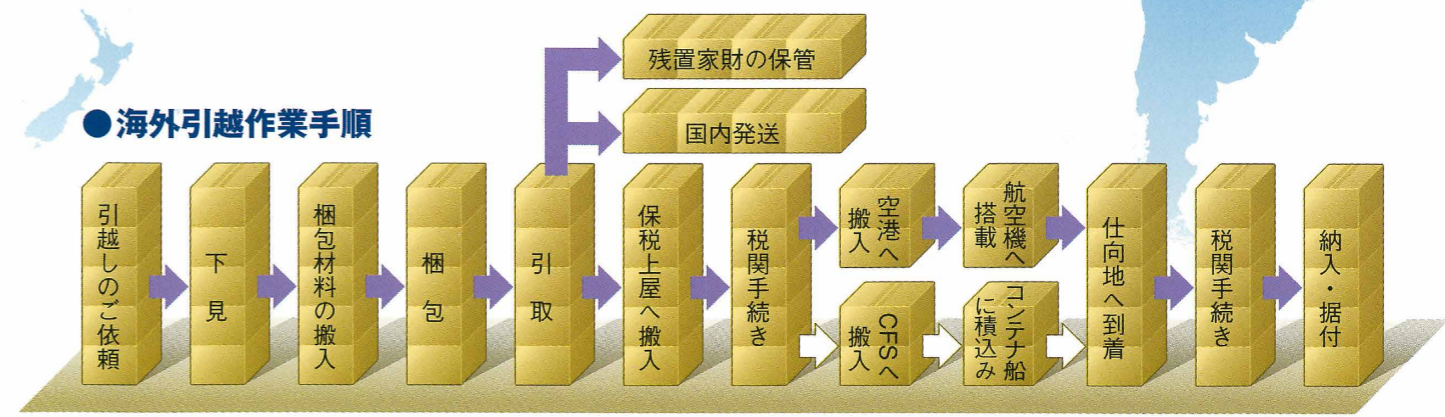 ●海外引越作業手順
残置家財の保管
国内発送
引越しのご依頼
下見
梱包材料の搬入
梱包
引取
保税上屋へ搬入
税関手続き
空港へ
搬入
航空機へ
搭載
CFSへ
搬入
コンテナ船
に積込み
仕向地へ到着
税関手続き
納入・据付